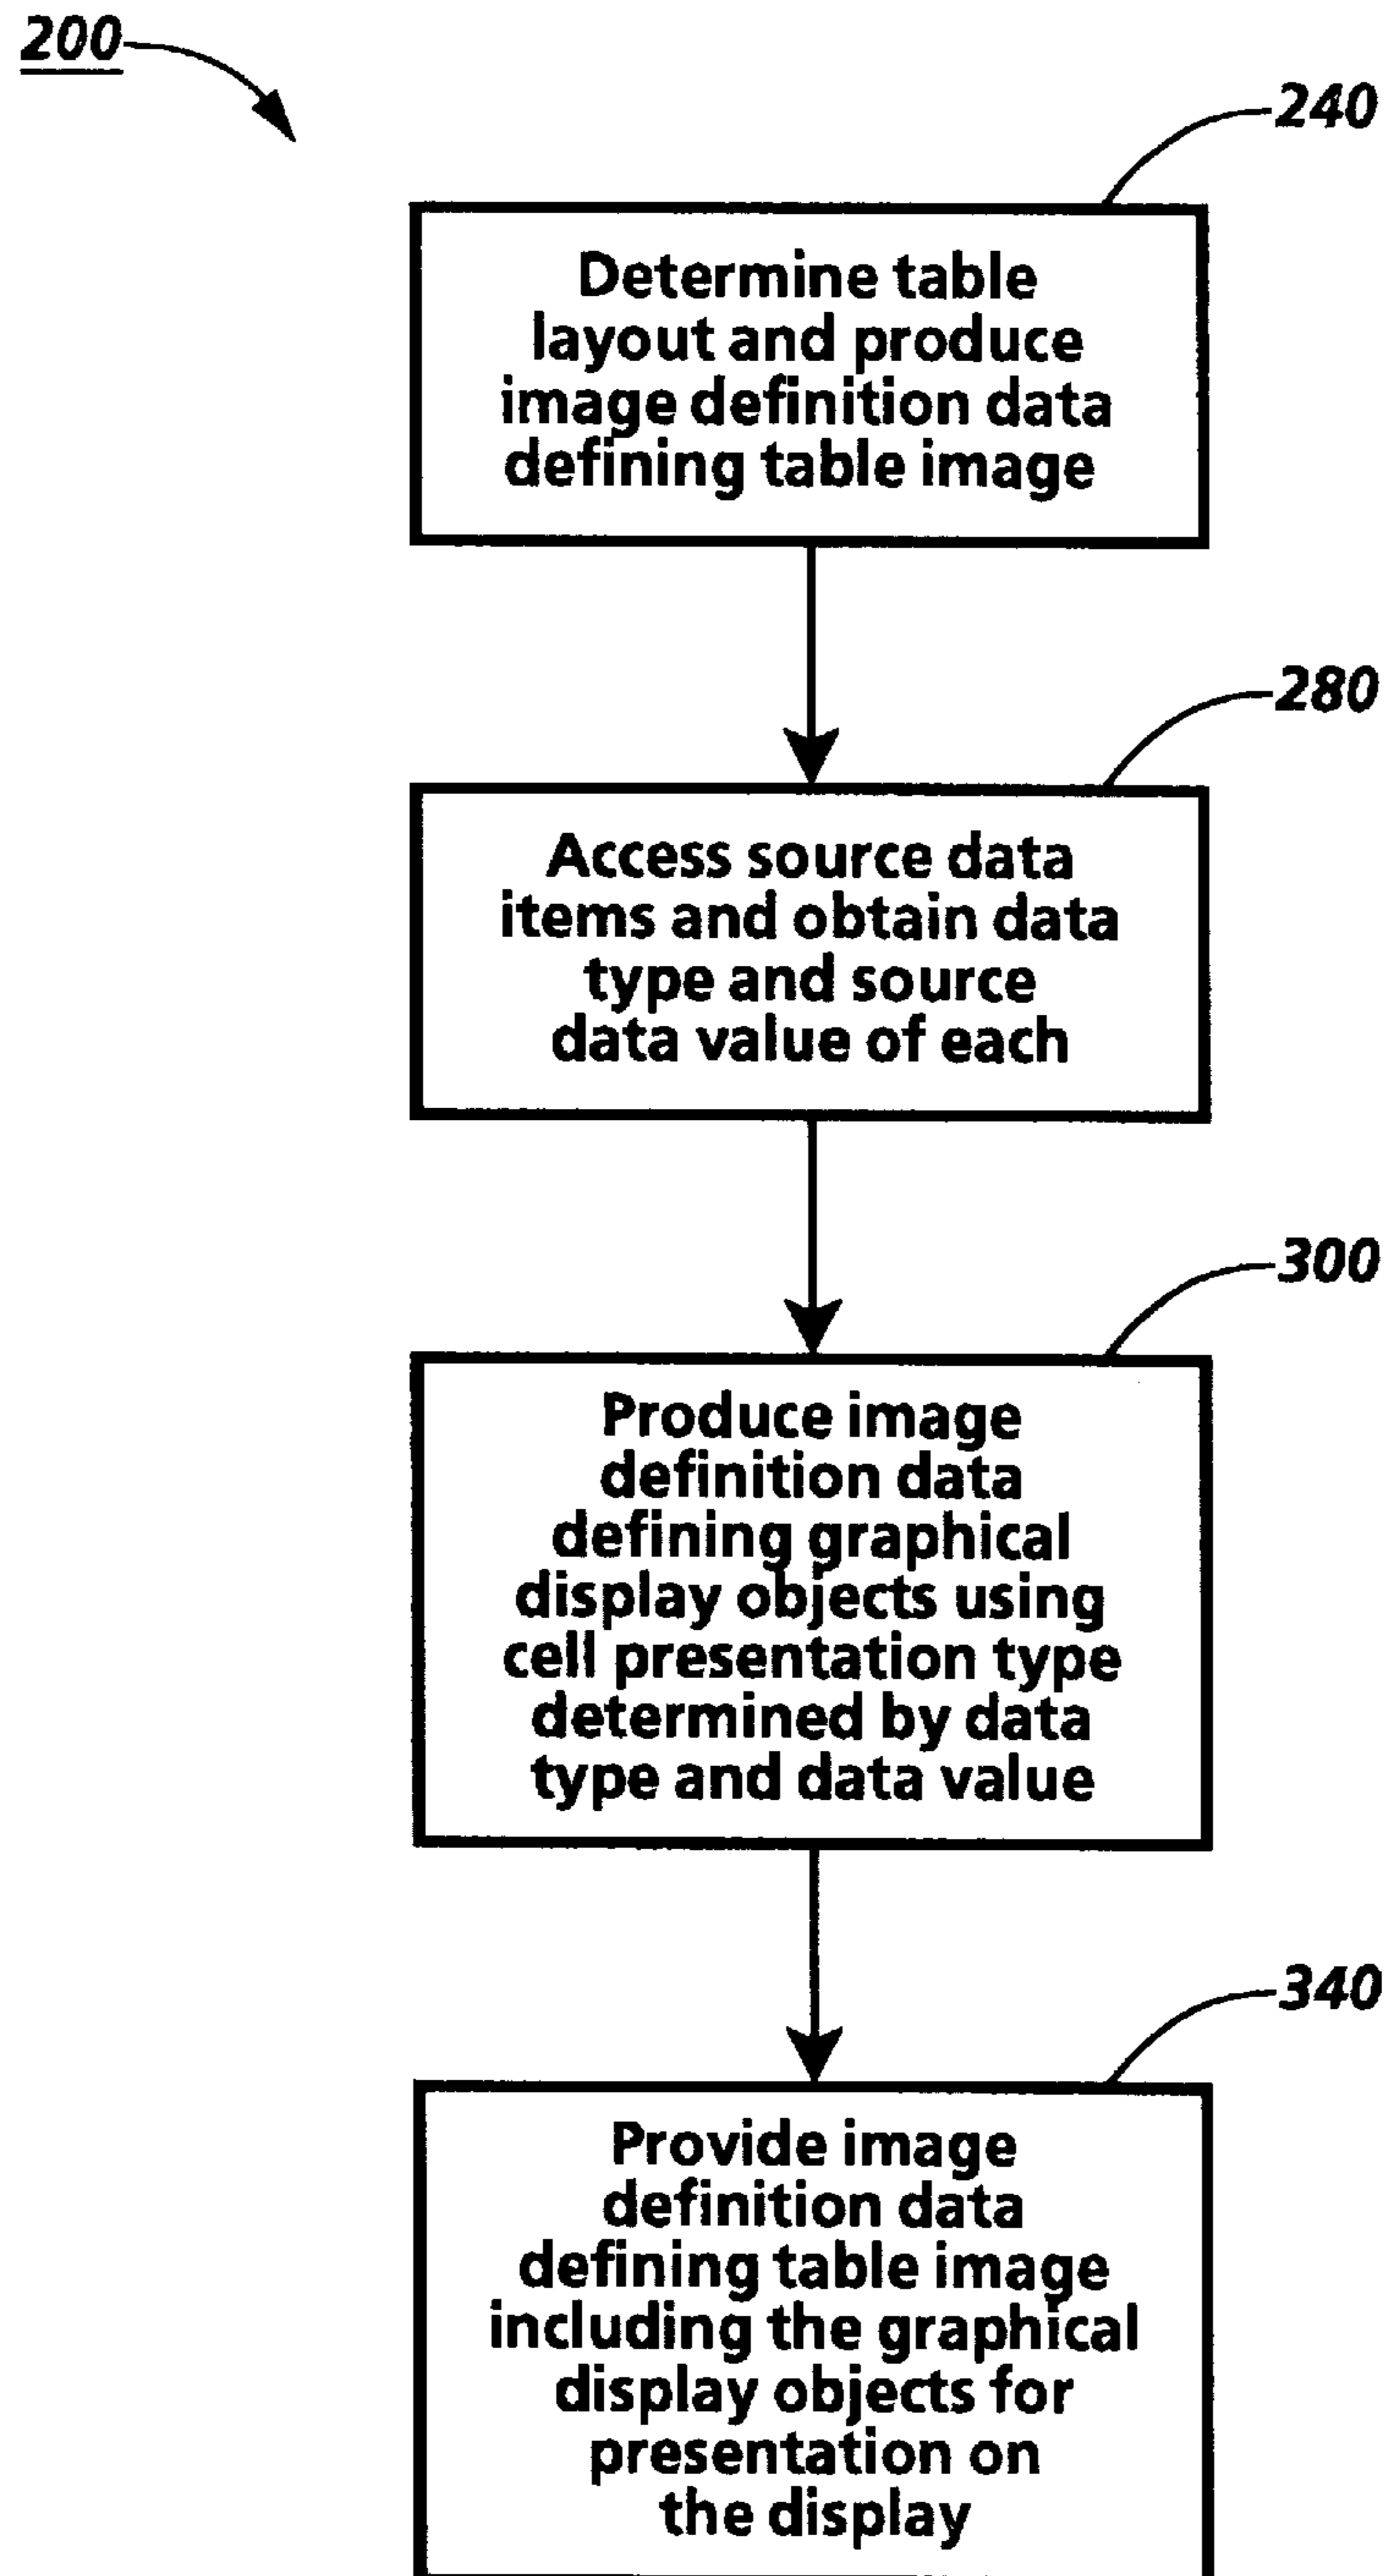 200
240
Determine table
layout and produce
image definition data
defining table image
280
Access source data
items and obtain data
type and source
data value of each
300
Produce image
definition data
defining graphical
display objects using
cell presentation type
determined by data
type and data value
340
Provide image
definition data
defining table image
including the graphical
display objects for
presentation on
the display